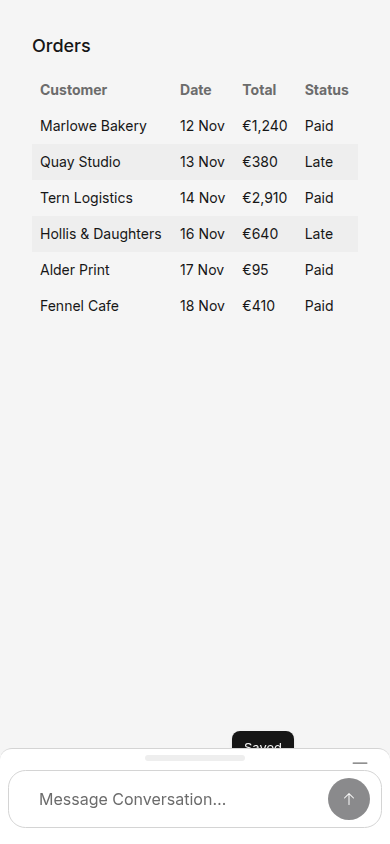 Orders
Customer Date Total Status
Marlowe Bakery 12 Nov €1,240 Paid
Quay Studio 13 Nov €380 Late
Tern Logistics 14 Nov €2,910 Paid
Hollis & Daughters 16 Nov €640 Late
Alder Print 17 Nov €95 Paid
Fennel Cafe 18 Nov €410 Paid
Saved
Message Conversation...